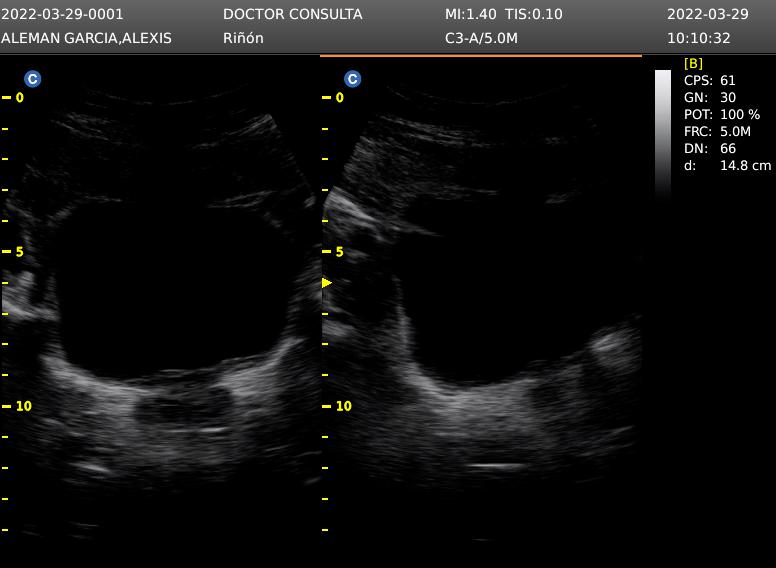 2022-03-29-0001 DOCTOR CONSULTA MI:1.40 TIS:0.10 2022-03-29
ALEMAN GARCIA,ALEXIS Riñón C3-A/5.0M 10:10:32
[B]
CPS: 61
GN: 30
POT: 100 %
FRC: 5.0M
DN: 66
d: 14.8 cm
C C
0 0
5 5
10 10